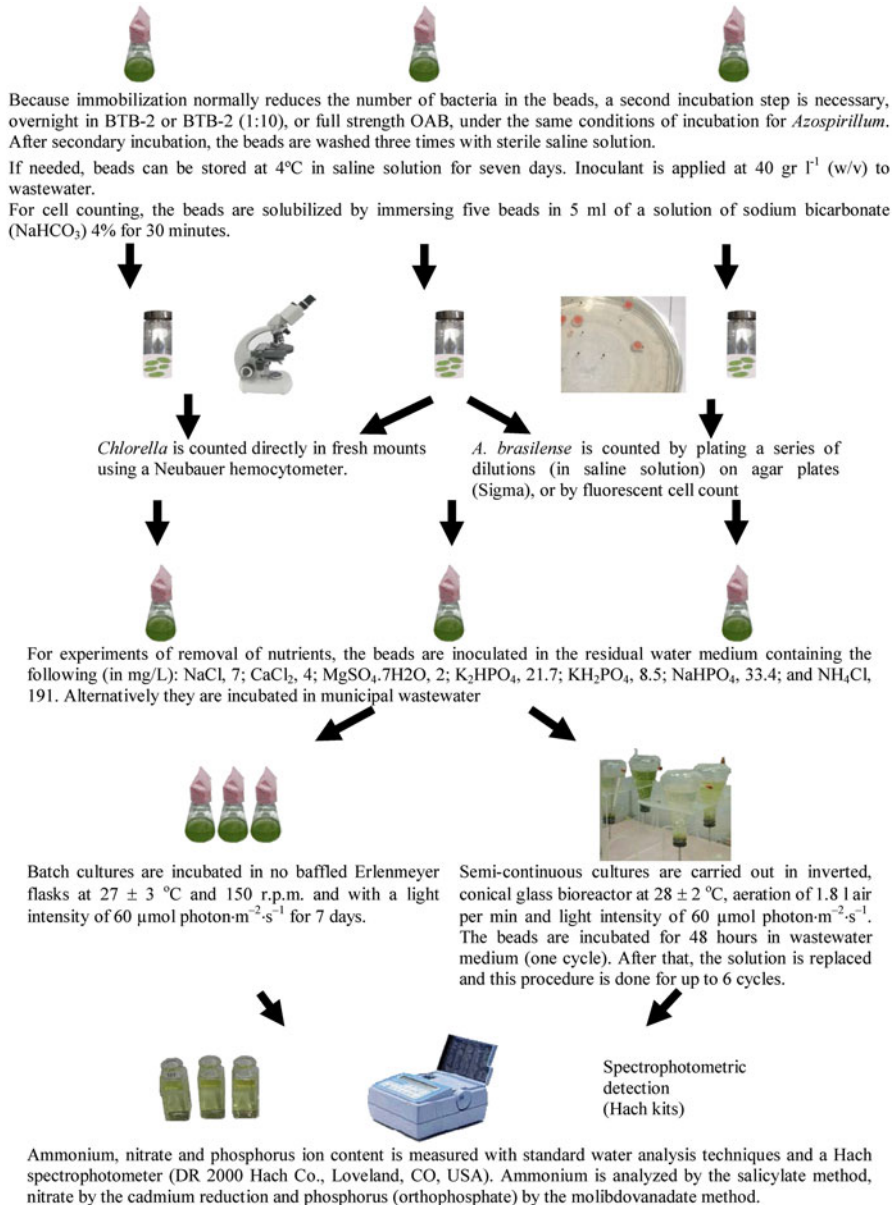 Because immobilization normally reduces the number of bacteria in the beads, a second incubation step is necessary,
overnight in BTB-2 or BTB-2 (1:10), or full strength OAB, under the same conditions of incubation for Azospirillum.
After secondary incubation, the beads are washed three times with sterile saline solution.
If needed, beads can be stored at 4ºC in saline solution for seven days. Inoculant is applied at 40 gr l⁻¹ (w/v) to
wastewater.
For cell counting, the beads are solubilized by immersing five beads in 5 ml of a solution of sodium bicarbonate
(NaHCO₃) 4% for 30 minutes.
Chlorella is counted directly in fresh mounts
using a Neubauer hemocytometer.
A. brasilense is counted by plating a series of
dilutions (in saline solution) on agar plates
(Sigma), or by fluorescent cell count
For experiments of removal of nutrients, the beads are inoculated in the residual water medium containing the
following (in mg/L): NaCl, 7; CaCl₂, 4; MgSO₄.7H2O, 2; K₂HPO₄, 21.7; KH₂PO₄, 8.5; NaHPO₄, 33.4; and NH₄Cl,
191. Alternatively they are incubated in municipal wastewater
Batch cultures are incubated in no baffled Erlenmeyer
flasks at 27 ± 3 °C and 150 r.p.m. and with a light
intensity of 60 µmol photon·m⁻²·s⁻¹ for 7 days.
Semi-continuous cultures are carried out in inverted,
conical glass bioreactor at 28 ± 2 °C, aeration of 1.8 l air
per min and light intensity of 60 µmol photon·m⁻²·s⁻¹.
The beads are incubated for 48 hours in wastewater
medium (one cycle). After that, the solution is replaced
and this procedure is done for up to 6 cycles.
Spectrophotometric
detection
(Hach kits)
Ammonium, nitrate and phosphorus ion content is measured with standard water analysis techniques and a Hach
spectrophotometer (DR 2000 Hach Co., Loveland, CO, USA). Ammonium is analyzed by the salicylate method,
nitrate by the cadmium reduction and phosphorus (orthophosphate) by the molibdovanadate method.